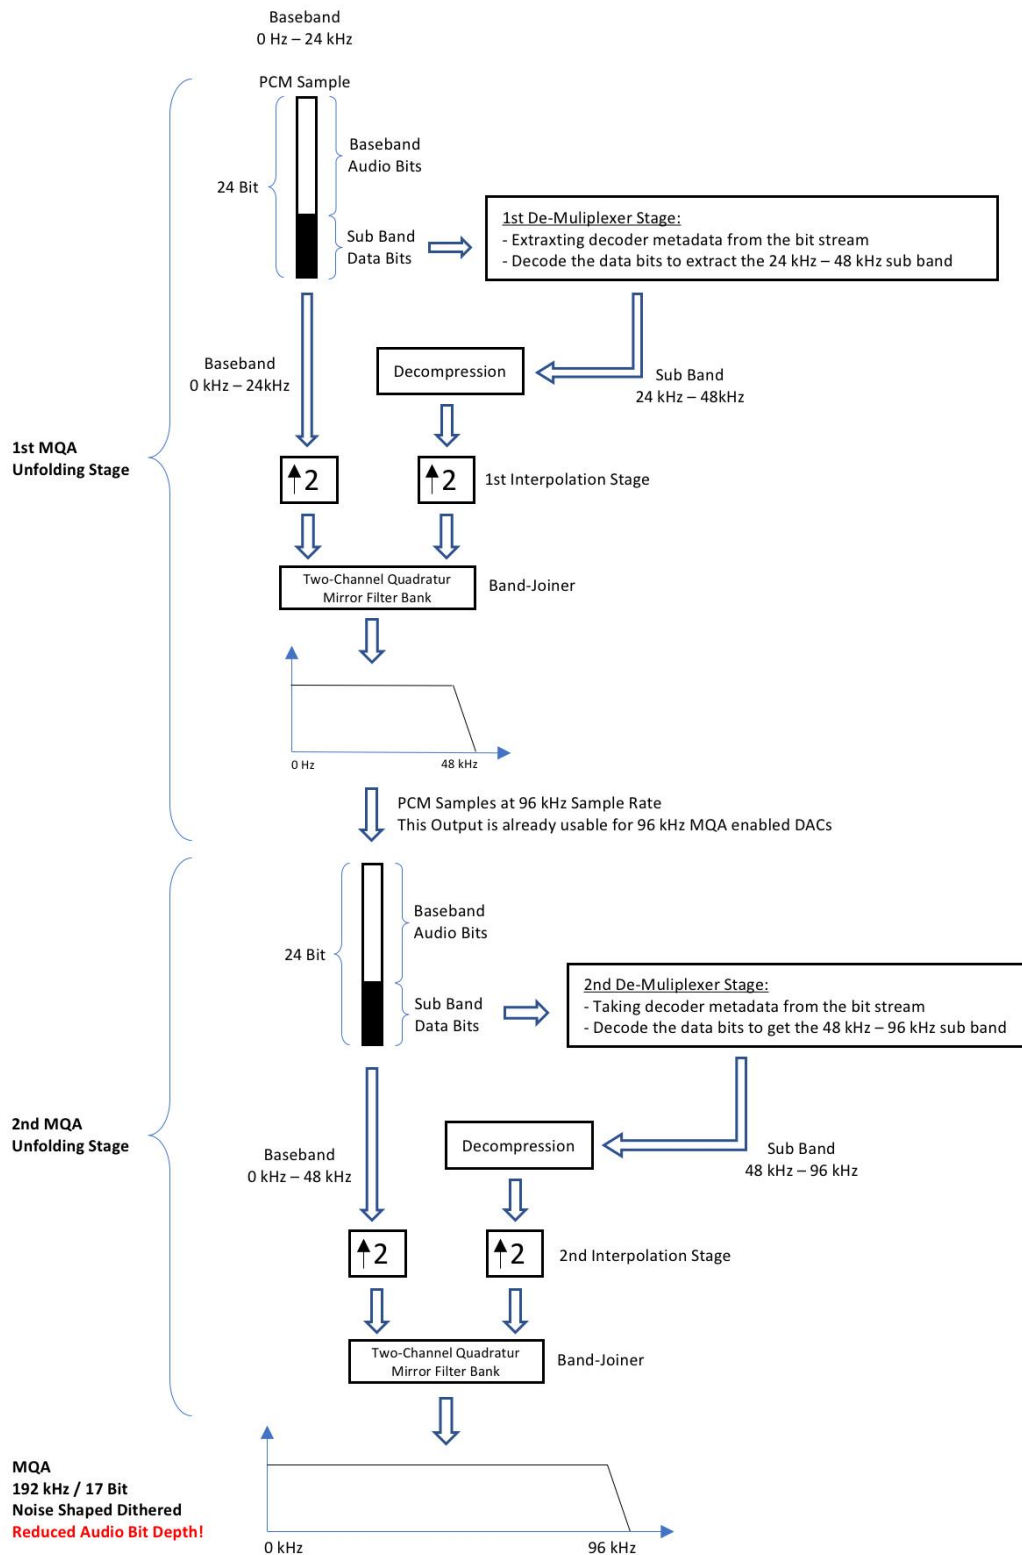 Baseband
0 Hz – 24 kHz
PCM Sample
Baseband
Audio Bits
24 Bit
Sub Band
Data Bits
1st De-Muliplexer Stage:
- Extraxting decoder metadata from the bit stream
- Decode the data bits to extract the 24 kHz – 48 kHz sub band
Baseband
0 kHz – 24kHz
Decompression
Sub Band
24 kHz – 48kHz
1st MQA
Unfolding Stage
2
2
1st Interpolation Stage
Two-Channel Quadratur
Mirror Filter Bank
Band-Joiner
0 Hz
48 kHz
PCM Samples at 96 kHz Sample Rate
This Output is already usable for 96 kHz MQA enabled DACs
Baseband
Audio Bits
24 Bit
Sub Band
Data Bits
2nd De-Muliplexer Stage:
- Taking decoder metadata from the bit stream
- Decode the data bits to get the 48 kHz – 96 kHz sub band
2nd MQA
Unfolding Stage
Baseband
0 kHz – 48 kHz
Decompression
Sub Band
48 kHz – 96 kHz
2
2
2nd Interpolation Stage
Two-Channel Quadratur
Mirror Filter Bank
Band-Joiner
MQA
192 kHz / 17 Bit
Noise Shaped Dithered
Reduced Audio Bit Depth!
0 kHz
96 kHz